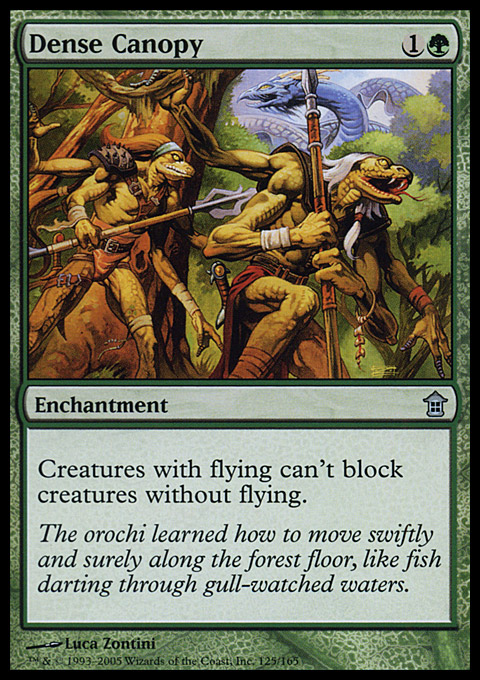 Dense Canopy 1
Enchantment
Creatures with flying can't block
creatures without flying.
The orochi learned how to move swiftly
and surely along the forest floor, like fish
darting through gull-watched waters.
Luca Zontini
™ & © 1993–2005 Wizards of the Coast, Inc. 125/165